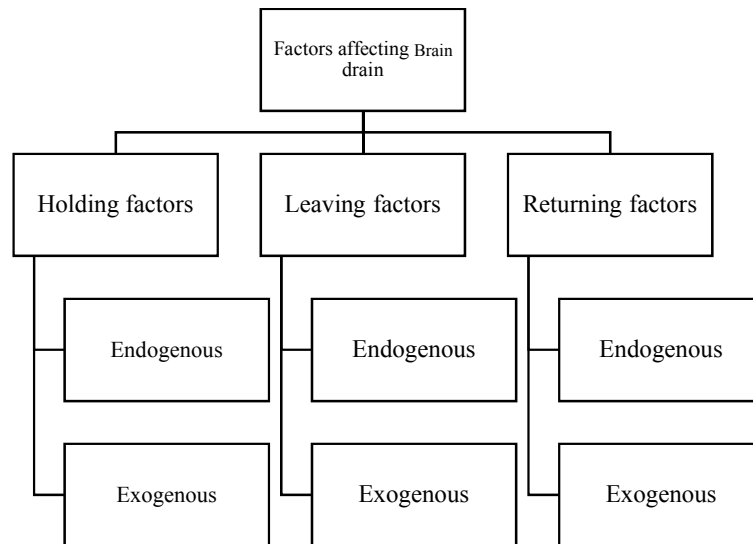 Factors affecting Brain
drain
Holding factors
Leaving factors
Returning factors
Endogenous
Endogenous
Endogenous
Exogenous
Exogenous
Exogenous